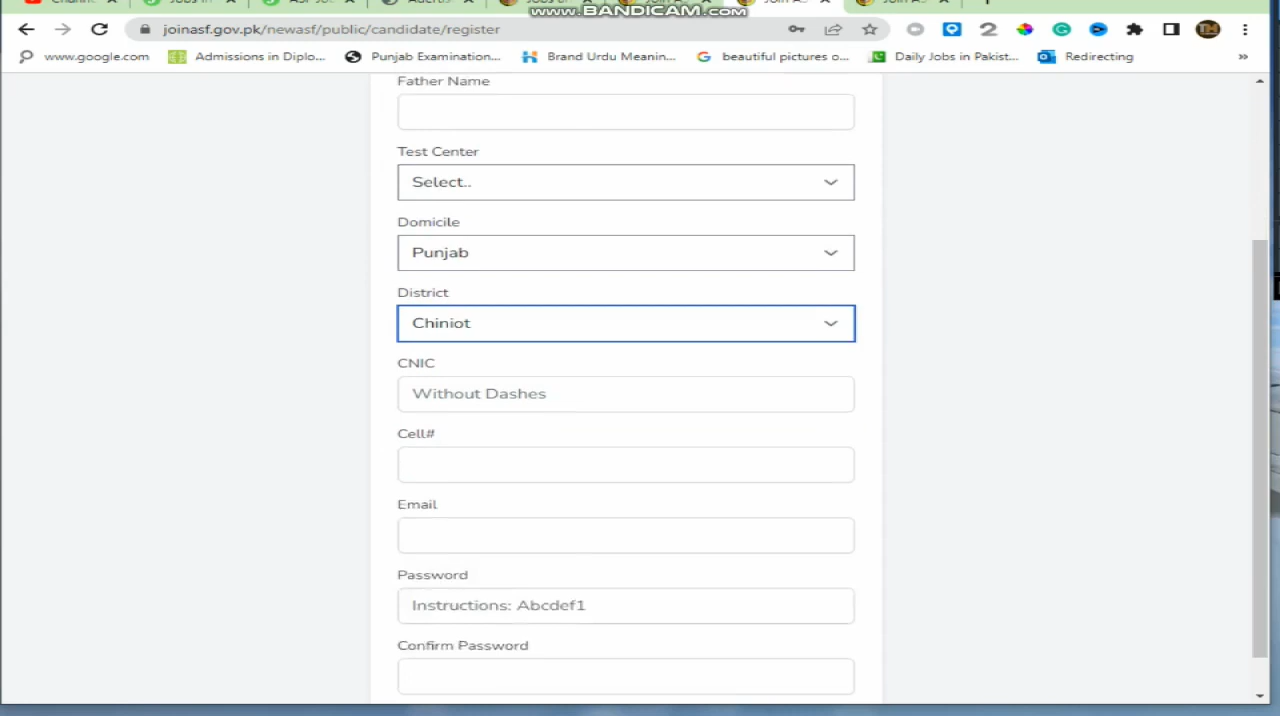 www.BANDICAM.com
joinasf.gov.pk/newasf/public/candidate/register
www.google.com
Admissions in Diplo...
Punjab Examination...
Brand Urdu Meanin...
beautiful pictures o...
Daily Jobs in Pakist...
Redirecting
»
Father Name
Test Center
Select..
Domicile
Punjab
District
Chiniot
CNIC
Without Dashes
Cell#
Email
Password
Instructions: Abcdef1
Confirm Password